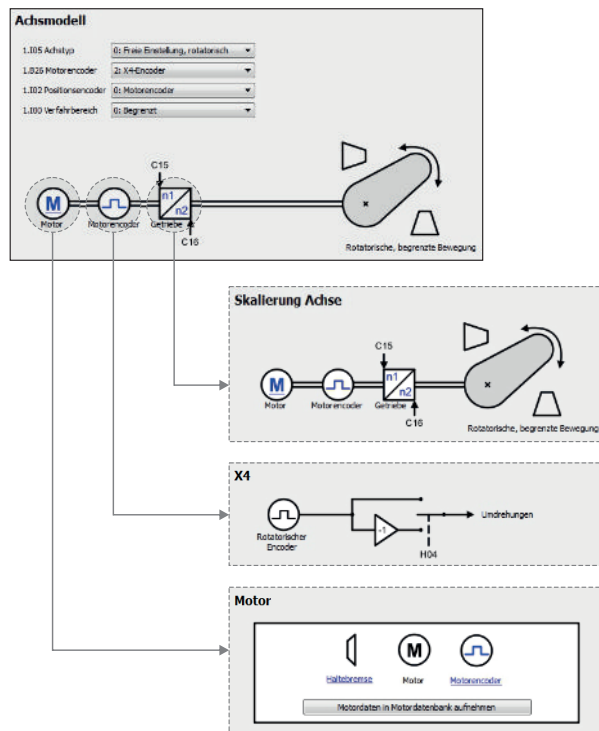 Achsmodell
1.I05 Achstyp 0: Freie Einstellung, rotatorisch
1.B26 Motorencoder 2: X4-Encoder
1.I02 Positionsencoder 0: Motorencoder
1.I00 Verfahrbereich 0: Begrenzt
C15
M
n1
n2
Motor
Motorencoder
Getriebe
C16
Rotatorische, begrenzte Bewegung
Skalierung Achse
C15
M
n1
n2
Motor
Motorencoder
Getriebe
C16
Rotatorische, begrenzte Bewegung
X4
Umdrehungen
-1
Rotatorischer
Encoder
H04
Motor
M
Haltebremse
Motor
Motorencoder
Motordaten in Motordatenbank aufnehmen